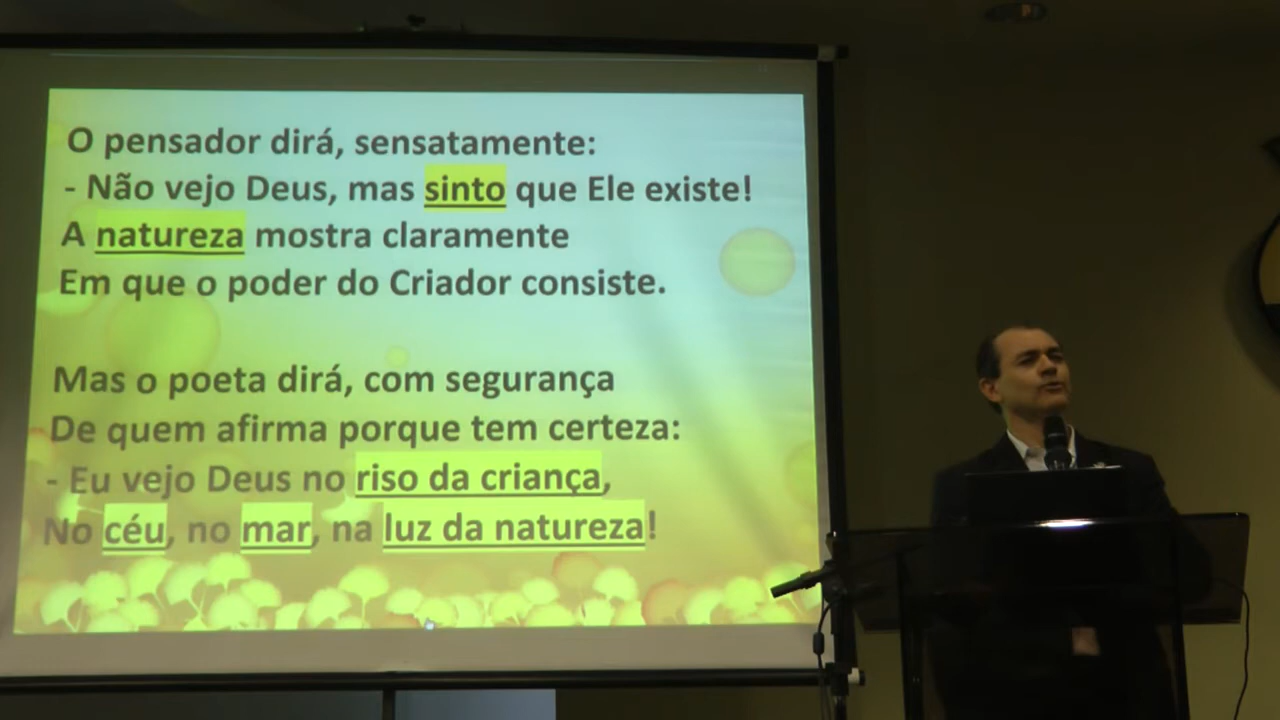 O pensador dirá, sensatamente:
- Não vejo Deus, mas sinto que Ele existe!
A natureza mostra claramente
Em que o poder do Criador consiste.
Mas o poeta dirá, com segurança
De quem afirma porque tem certeza:
- Eu vejo Deus no riso da criança,
No céu, no mar, na luz da natureza!